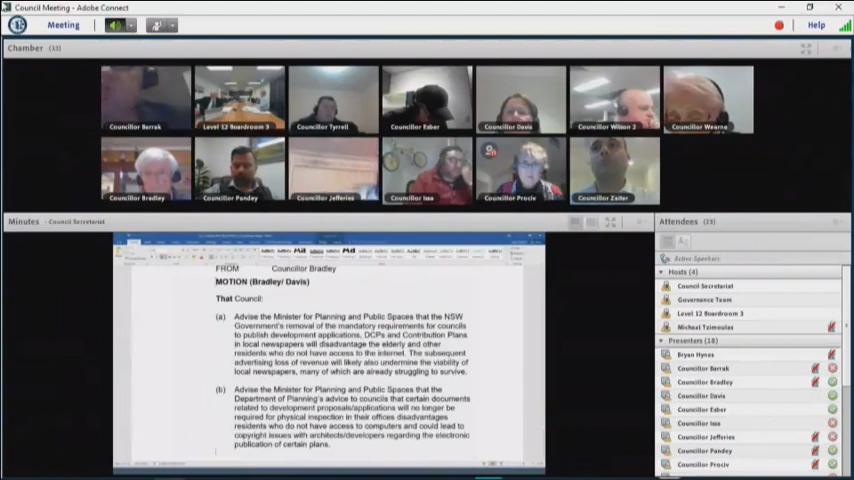 Council Meeting - Adobe Connect
Meeting
Help
Chamber (13)
Councillor Barrak
Level 12 Boardroom 3
Councillor Tyrrell
Councillor Esber
Councillor Davis
Councillor Wilson 2
Councillor Wearne
Councillor Bradley
Councillor Pandey
Councillor Jefferies
Councillor Issa
Councillor Prociv
Councillor Zaiter
Minutes - Council Secretariat
FROM Councillor Bradley
MOTION (Bradley/ Davis)
That Council:
(a) Advise the Minister for Planning and Public Spaces that the NSW
Government's removal of the mandatory requirements for councils
to publish development applications, DCPs and Contribution Plans
in local newspapers will disadvantage the elderly and other
residents who do not have access to the internet. The subsequent
advertising loss of revenue will likely also undermine the viability of
local newspapers, many of which are already struggling to survive.
(b) Advise the Minister for Planning and Public Spaces that the
Department of Planning's advice to councils that certain documents
related to development proposals/applications will no longer be
required for physical inspection in their offices disadvantages
residents who do not have access to computers and could lead to
copyright issues with architects/developers regarding the electronic
publication of certain plans.
Attendees (23)
Active Speakers
Hosts (4)
Council Secretariat
Governance Team
Level 12 Boardroom 3
Michael Tzimoulas
Presenters (18)
Bryan Hynes
Councillor Barrak
Councillor Bradley
Councillor Davis
Councillor Esber
Councillor Issa
Councillor Jefferies
Councillor Pandey
Councillor Prociv